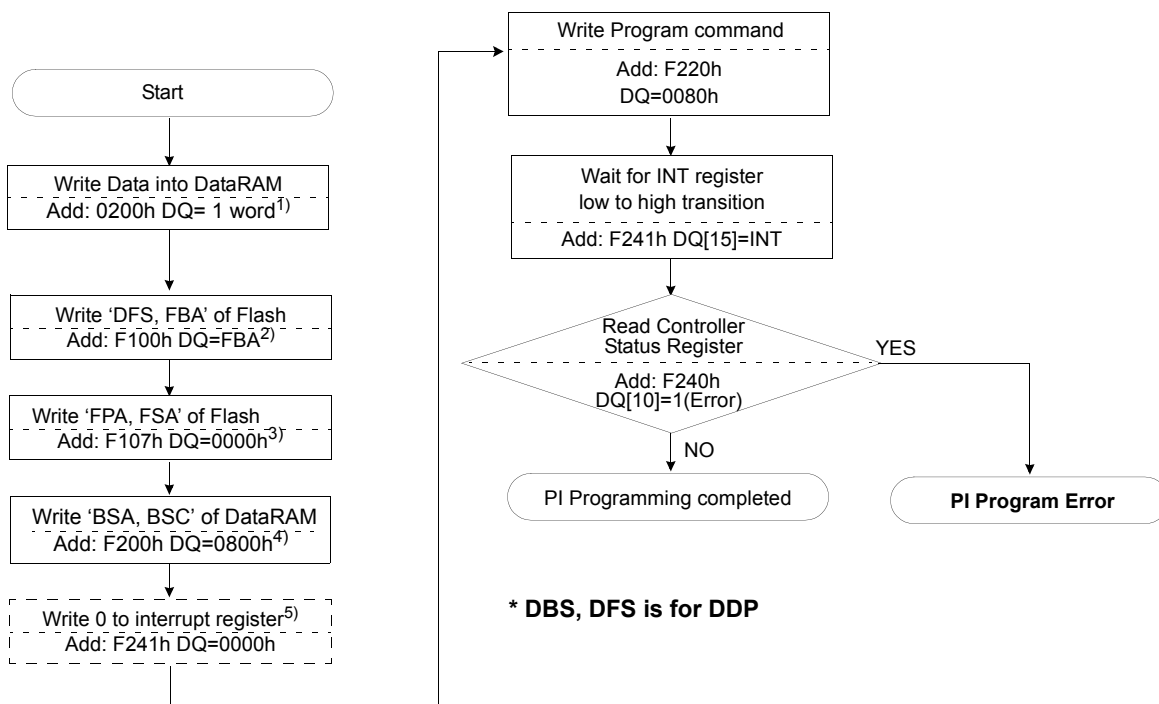 Start
Write Data into DataRAM
Add: 0200h DQ= 1 word1)
Write ‘DFS, FBA’ of Flash
Add: F100h DQ=FBA2)
Write ‘FPA, FSA’ of Flash
Add: F107h DQ=0000h3)
Write ‘BSA, BSC’ of DataRAM
Add: F200h DQ=0800h4)
Write 0 to interrupt register5)
Add: F241h DQ=0000h
Write Program command
Add: F220h
DQ=0080h
Wait for INT register
low to high transition
Add: F241h DQ[15]=INT
Read Controller
Status Register
Add: F240h
DQ[10]=1(Error)
YES
NO
PI Programming completed
PI Program Error
* DBS, DFS is for DDP